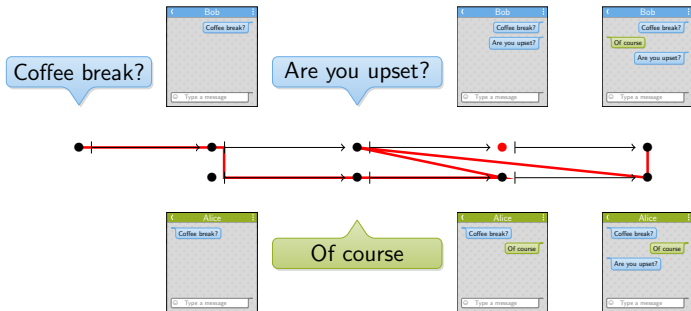 Bob
Coffee break?
Type a message
Bob
Coffee break?
Are you upset?
Type a message
Bob
Coffee break?
Of course
Are you upset?
Type a message
Coffee break?
Are you upset?
Alice
Coffee break?
Type a message
Of course
Alice
Coffee break?
Of course
Type a message
Alice
Coffee break?
Of course
Are you upset?
Type a message